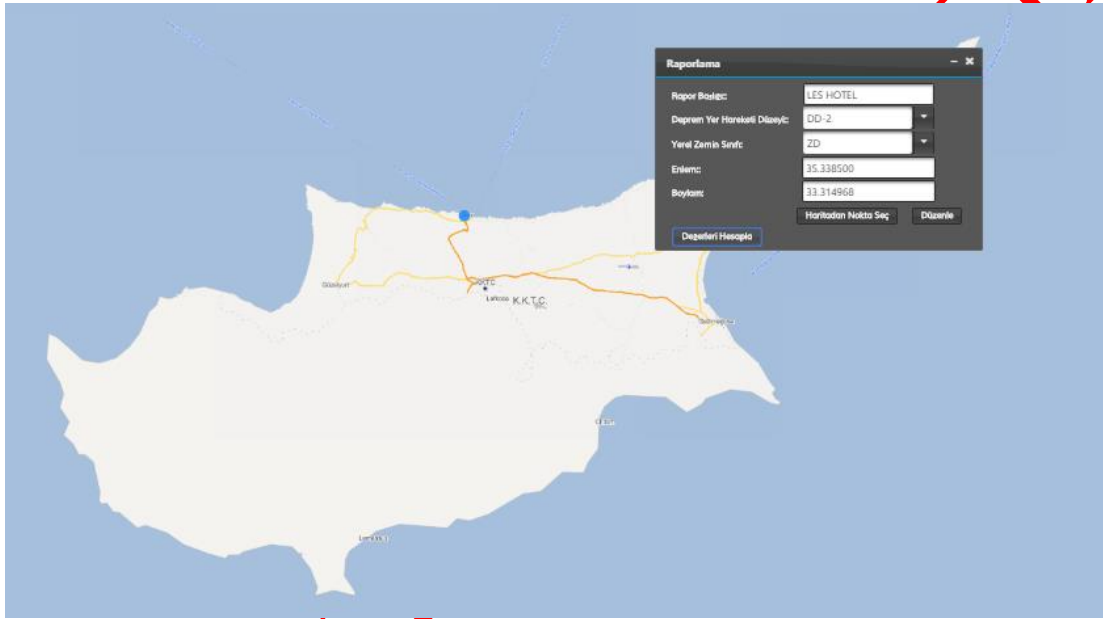 Raporlama
Rapor Başlığı: LES HOTEL
Deprem Yer Hareketi Düzeyi: DD-2
Yerel Zemin Sınıfı: ZD
Enlem: 35.338500
Boylam: 33.314968
Haritadan Nokta Seç Düzenle
Değerleri Hesapla
Güzelyurt
Lefkoşa K.K.T.C.